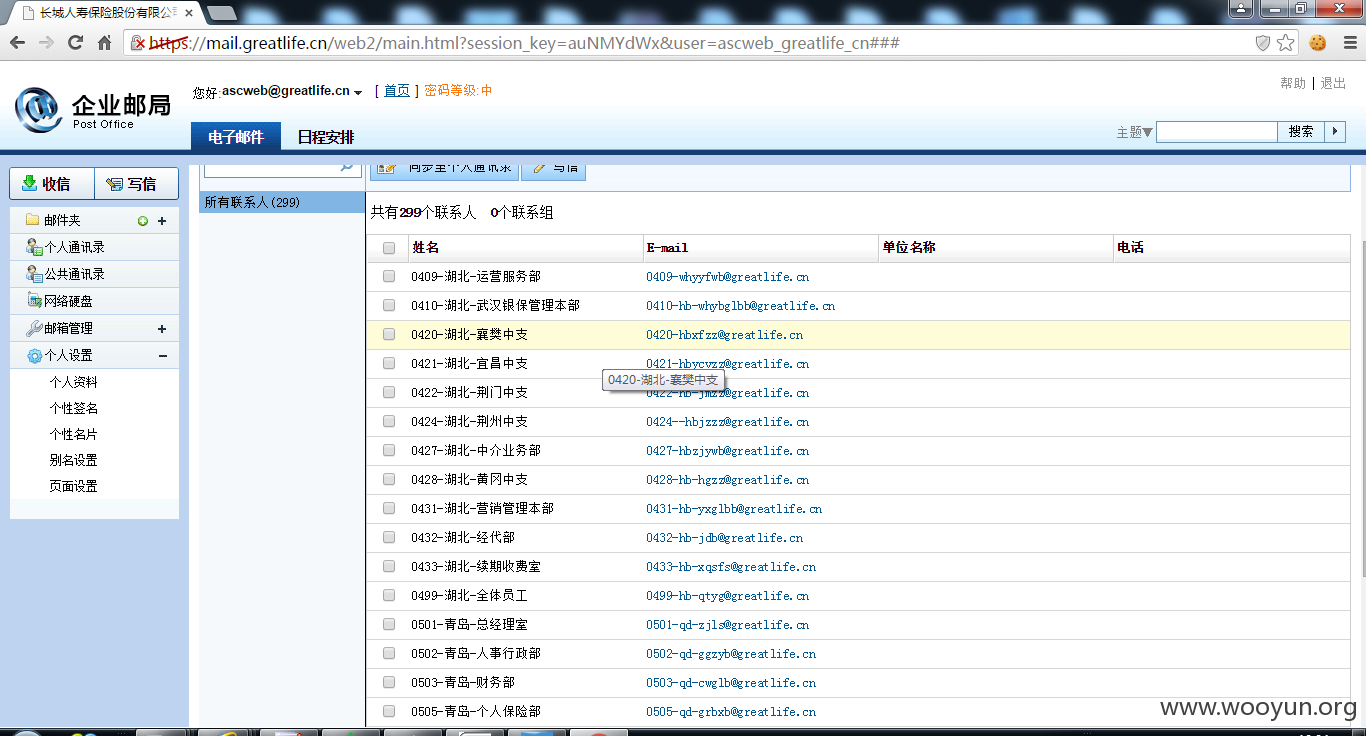 长城人寿保险股份有限公司
https://mail.greatlife.cn/web2/main.html?session_key=auNMYdWx&user=ascweb_greatlife_cn###
企业邮局
Post Office
您好:ascweb@greatlife.cn [ 首页 ] 密码等级:中
帮助 | 退出
电子邮件 日程安排
主题 搜索
收信 写信
同步至个人通讯录 写信
邮件夹
个人通讯录
公共通讯录
网络硬盘
邮箱管理
个人设置
个人资料
个性签名
个性名片
别名设置
页面设置
所有联系人(299)
共有299个联系人 0个联系组
姓名 E-mail 单位名称 电话
0409-湖北-运营服务部 0409-whyyfwb@greatlife.cn
0410-湖北-武汉银保管理本部 0410-hb-whybglbb@greatlife.cn
0420-湖北-襄樊中支 0420-hbxfzz@greatlife.cn
0421-湖北-宜昌中支 0421-hbycvzz@greatlife.cn
0420-湖北-襄樊中支
0422-湖北-荆门中支 0422-hb-jmzz@greatlife.cn
0424-湖北-荆州中支 0424--hbjzzz@greatlife.cn
0427-湖北-中介业务部 0427-hbzjywb@greatlife.cn
0428-湖北-黄冈中支 0428-hb-hgzz@greatlife.cn
0431-湖北-营销管理本部 0431-hb-yxglbb@greatlife.cn
0432-湖北-经代部 0432-hb-jdb@greatlife.cn
0433-湖北-续期收费室 0433-hb-xqsfs@greatlife.cn
0499-湖北-全体员工 0499-hb-qtyg@greatlife.cn
0501-青岛-总经理室 0501-qd-zjls@greatlife.cn
0502-青岛-人事行政部 0502-qd-ggzyb@greatlife.cn
0503-青岛-财务部 0503-qd-cwglb@greatlife.cn
0505-青岛-个人保险部 0505-qd-grbxb@greatlife.cn
www.wooyun.org